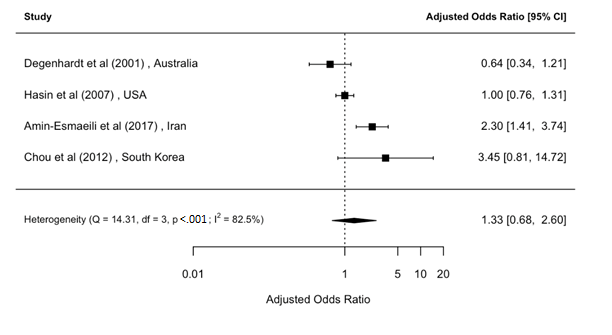 Study Adjusted Odds Ratio [95% CI]
Degenhardt et al (2001) , Australia 0.64 [0.34, 1.21]
Hasin et al (2007) , USA 1.00 [0.76, 1.31]
Amin-Esmaeili et al (2017) , Iran 2.30 [1.41, 3.74]
Chou et al (2012) , South Korea 3.45 [0.81, 14.72]
Heterogeneity (Q = 14.31, df = 3, p <.001; I² = 82.5%) 1.33 [0.68, 2.60]
0.01 1 5 10 20
Adjusted Odds Ratio